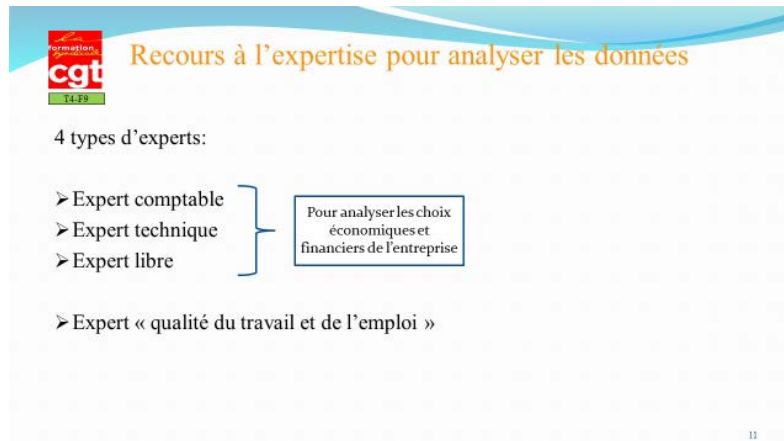 la
formation
syndicale
cgt
T4-F9
Recours à l’expertise pour analyser les données
4 types d’experts:
➢Expert comptable
➢Expert technique
➢Expert libre
Pour analyser les choix
économiques et
financiers de l’entreprise
➢Expert « qualité du travail et de l’emploi »
11